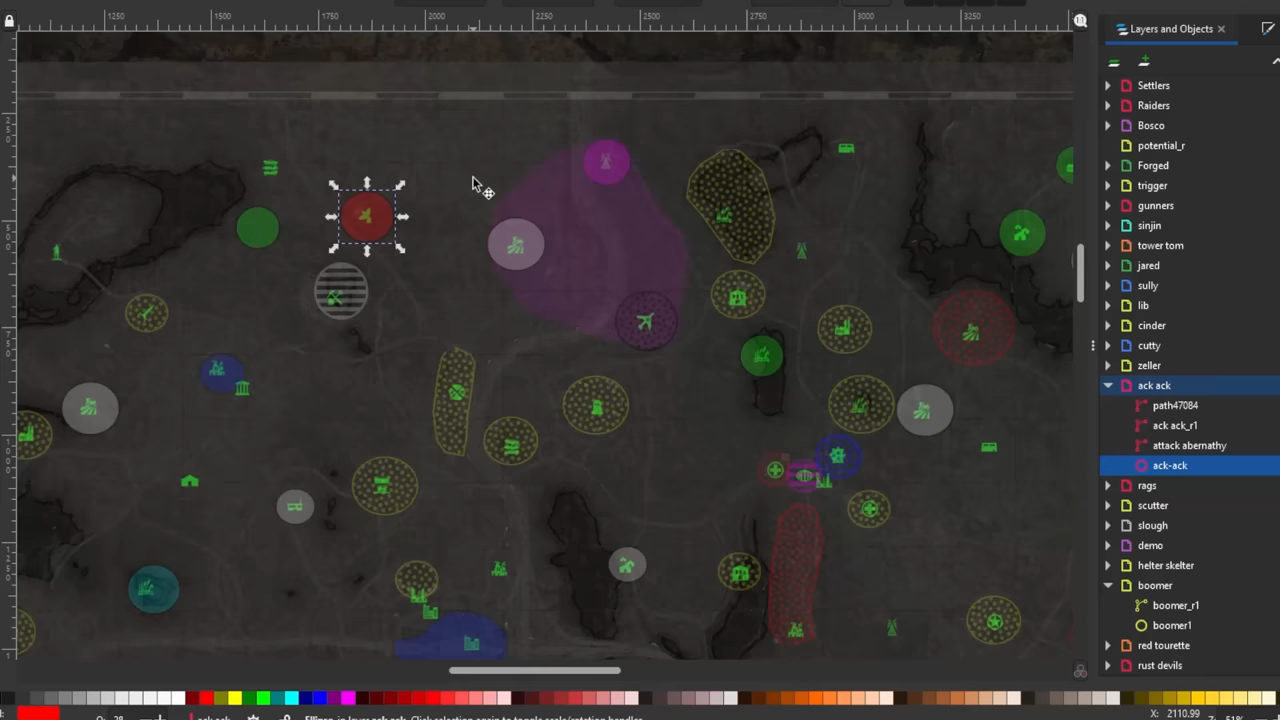 1250
1500
1750
2000
2250
2500
2750
3000
3250
Layers and Objects
Settlers
Raiders
Bosco
potential_r
Forged
trigger
gunners
sinjin
tower tom
jared
sully
lib
cinder
cutty
zeller
ack ack
path47084
ack ack_r1
attack abernathy
ack-ack
rags
scutter
slough
demo
helter skelter
boomer
boomer_r1
boomer1
red tourette
rust devils
X: 2110.99